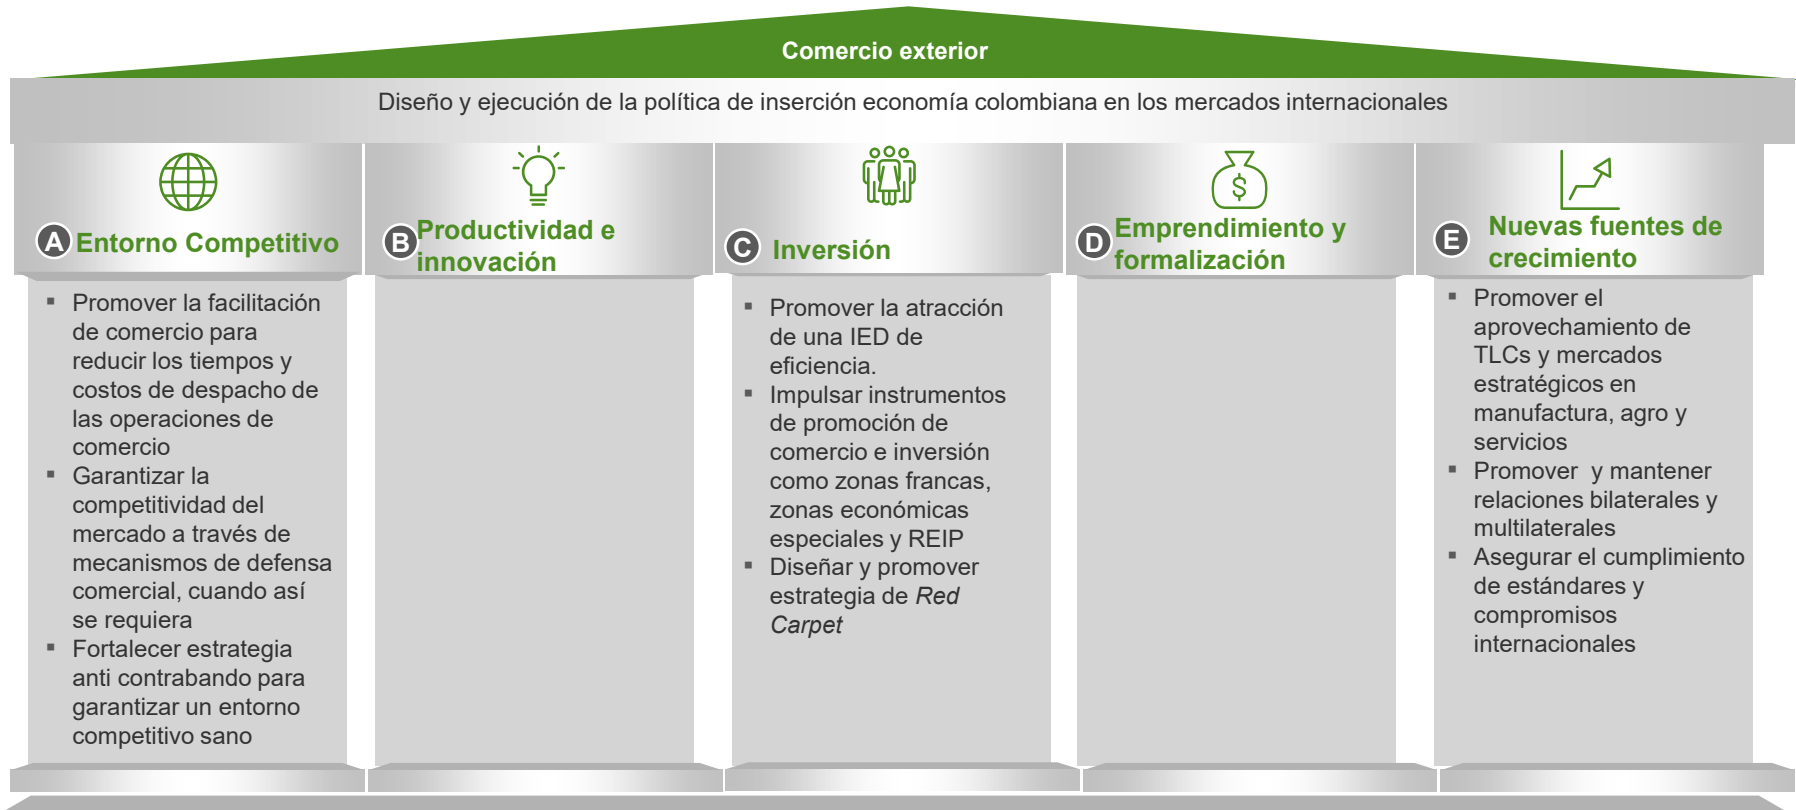 Comercio exterior
Diseño y ejecución de la política de inserción economía colombiana en los mercados internacionales
A Entorno Competitivo
▪ Promover la facilitación
de comercio para
reducir los tiempos y
costos de despacho de
las operaciones de
comercio
▪ Garantizar la
competitividad del
mercado a través de
mecanismos de defensa
comercial, cuando así
se requiera
▪ Fortalecer estrategia
anti contrabando para
garantizar un entorno
competitivo sano
B Productividad e
innovación
C Inversión
▪ Promover la atracción
de una IED de
eficiencia.
▪ Impulsar instrumentos
de promoción de
comercio e inversión
como zonas francas,
zonas económicas
especiales y REIP
▪ Diseñar y promover
estrategia de Red
Carpet
$
D Emprendimiento y
formalización
E Nuevas fuentes de
crecimiento
▪ Promover el
aprovechamiento de
TLCs y mercados
estratégicos en
manufactura, agro y
servicios
▪ Promover  y mantener
relaciones bilaterales y
multilaterales
▪ Asegurar el cumplimiento
de estándares y
compromisos
internacionales